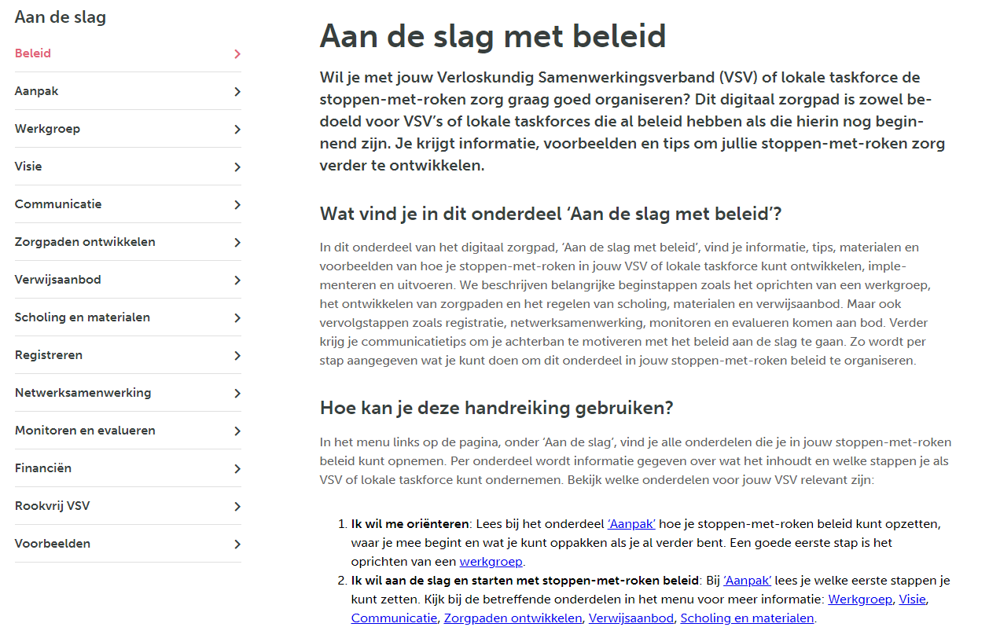 Aan de slag
Beleid
Aanpak
Werkgroep
Visie
Communicatie
Zorgpaden ontwikkelen
Verwijsaanbod
Scholing en materialen
Registreren
Netwerksamenwerking
Monitoren en evalueren
Financiën
Rookvrij VSV
Voorbeelden
Aan de slag met beleid
Wil je met jouw Verloskundig Samenwerkingsverband (VSV) of lokale taskforce de
stoppen-met-roken zorg graag goed organiseren? Dit digitaal zorgpad is zowel be-
doeld voor VSV’s of lokale taskforces die al beleid hebben als die hierin nog begin-
nend zijn. Je krijgt informatie, voorbeelden en tips om jullie stoppen-met-roken zorg
verder te ontwikkelen.
Wat vind je in dit onderdeel ‘Aan de slag met beleid’?
In dit onderdeel van het digitaal zorgpad, ‘Aan de slag met beleid’, vind je informatie, tips, materialen en
voorbeelden van hoe je stoppen-met-roken in jouw VSV of lokale taskforce kunt ontwikkelen, imple-
menteren en uitvoeren. We beschrijven belangrijke beginstappen zoals het oprichten van een werkgroep,
het ontwikkelen van zorgpaden en het regelen van scholing, materialen en verwijsaanbod. Maar ook
vervolgstappen zoals registratie, netwerksamenwerking, monitoren en evalueren komen aan bod. Verder
krijg je communicatietips om je achterban te motiveren met het beleid aan de slag te gaan. Zo wordt per
stap aangegeven wat je kunt doen om dit onderdeel in jouw stoppen-met-roken beleid te organiseren.
Hoe kan je deze handreiking gebruiken?
In het menu links op de pagina, onder ‘Aan de slag’, vind je alle onderdelen die je in jouw stoppen-met-roken
beleid kunt opnemen. Per onderdeel wordt informatie gegeven over wat het inhoudt en welke stappen je als
VSV of lokale taskforce kunt ondernemen. Bekijk welke onderdelen voor jouw VSV relevant zijn:
1. Ik wil me oriënteren: Lees bij het onderdeel ‘Aanpak’ hoe je stoppen-met-roken beleid kunt opzetten,
waar je mee begint en wat je kunt oppakken als je al verder bent. Een goede eerste stap is het
oprichten van een werkgroep.
2. Ik wil aan de slag en starten met stoppen-met-roken beleid: Bij ‘Aanpak’ lees je welke eerste stappen je
kunt zetten. Kijk bij de betreffende onderdelen in het menu voor meer informatie: Werkgroep, Visie,
Communicatie, Zorgpaden ontwikkelen, Verwijsaanbod, Scholing en materialen.